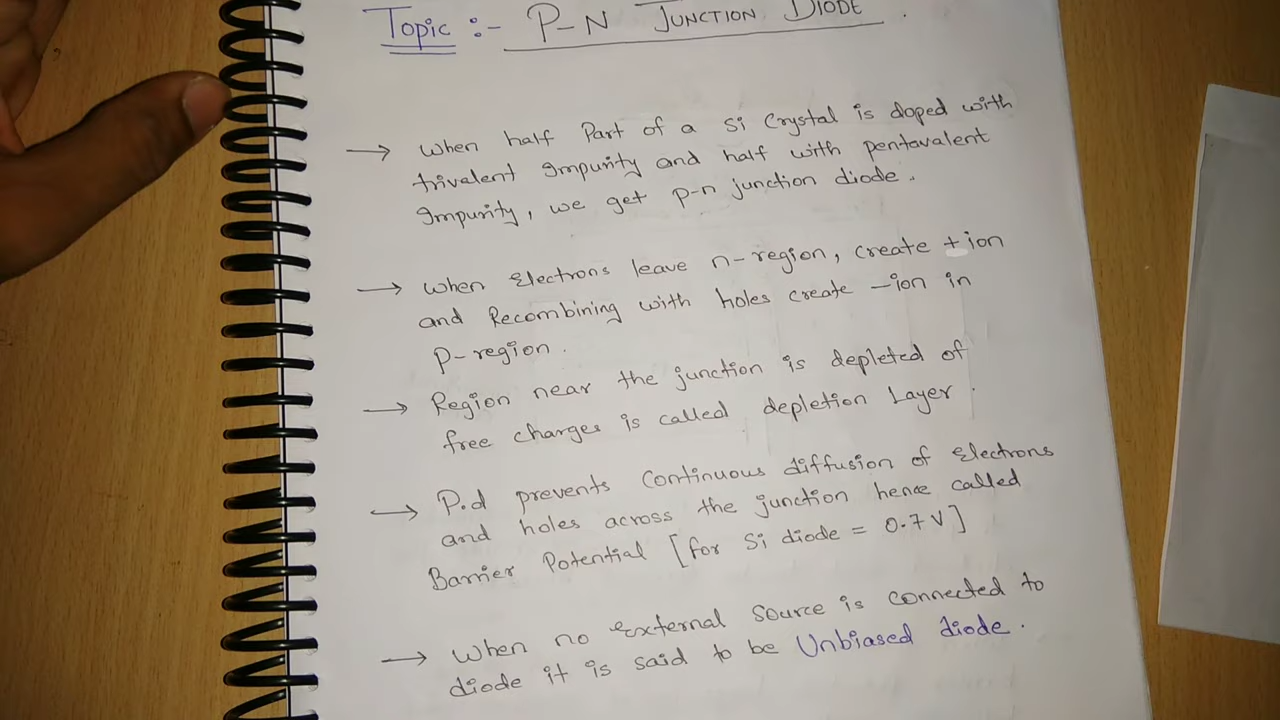 Topic :- P-N JUNCTION DIODE .
→ When half Part of a Si Crystal is doped with
trivalent Impurity and half with pentavalent
Impurity, we get p-n junction diode.
→ When Electrons leave n-region, create +ion
and Recombining with holes create -ion in
P-region.
→ Region near the junction is depleted of
free charges is called depletion Layer.
→ P.d prevents Continuous diffusion of Electrons
and holes across the junction hence called
Barrier Potential [for Si diode = 0.7V]
→ When no External Source is connected to
diode it is said to be Unbiased diode.